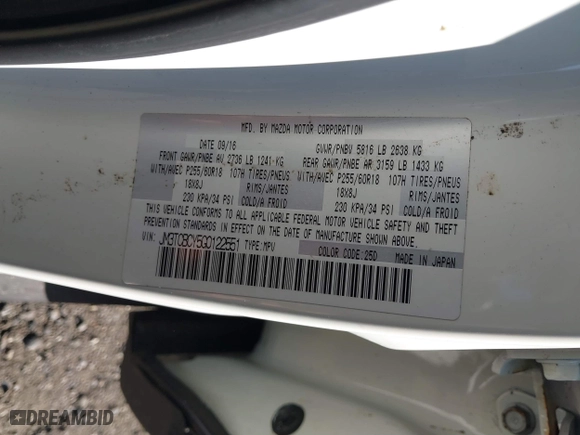 MFD. BY MAZDA MOTOR CORPORATION
DATE 09/16 GVWR/PNBV 5816 LB 2638 KG
FRONT GAWR/PNBE AV 2736 LB 1241 KG REAR GAWR/PNBE AR 3159 LB 1433 KG
WITH/AVEC P255/60R18 107H TIRES/PNEUS WITH/AVEC P255/60R18 107H TIRES/PNEUS
18X8J RIMS/JANTES 18X8J RIMS/JANTES
230 KPA/34 PSI COLD/A FROID 230 KPA/34 PSI COLD/A FROID
THIS VEHICLE CONFORMS TO ALL APPLICABLE FEDERAL MOTOR VEHICLE SAFETY AND THEFT
PREVENTION STANDARDS IN EFFECT ON THE DATE OF MANUFACTURE SHOWN ABOVE.
VIN: JM3TCBCY5G0122551 TYPE:MPV COLOR CODE:25D MADE IN JAPAN
DREAMBID